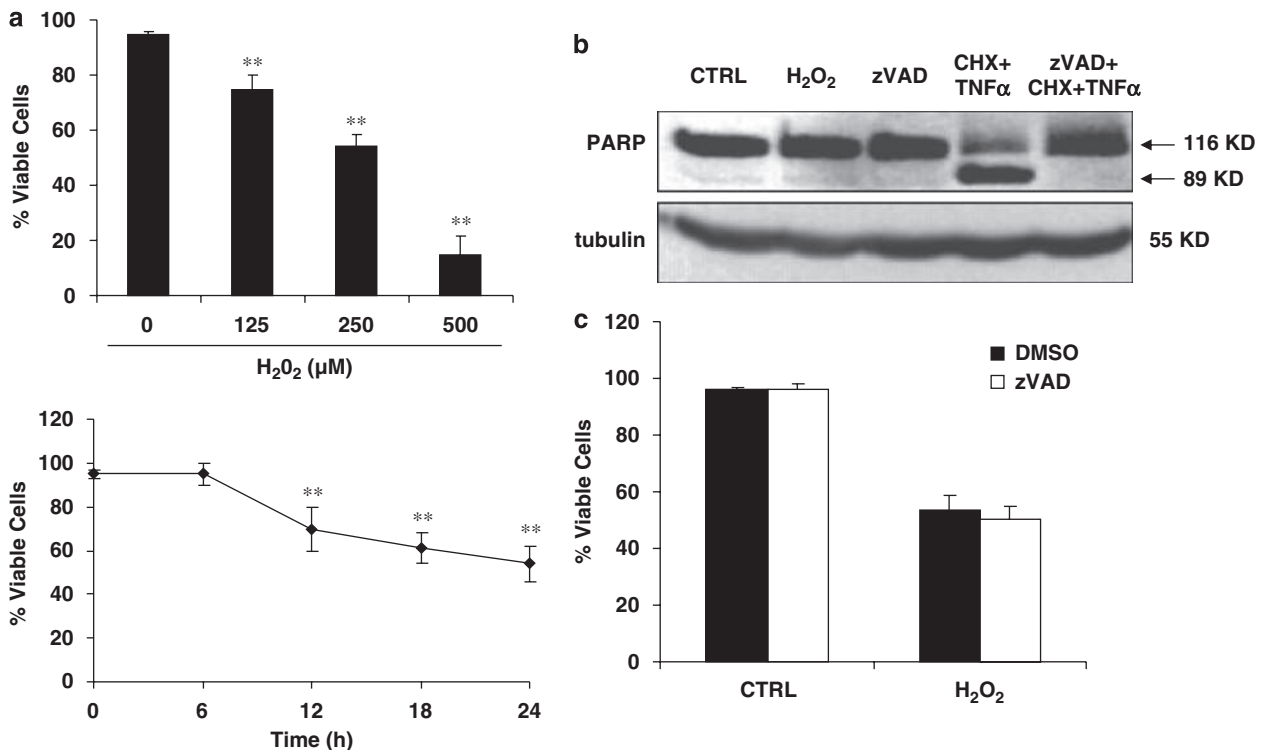 a
100
80
60
40
20
0
% Viable Cells
**
**
**
0 125 250 500
H₂0₂ (µM)
120
100
80
60
40
20
0
% Viable Cells
**
**
**
0 6 12 18 24
Time (h)
b
CTRL H₂O₂ zVAD CHX+ TNFα zVAD+ CHX+TNFα
PARP
116 KD
89 KD
tubulin
55 KD
c
120
100
80
60
40
20
0
% Viable Cells
DMSO
zVAD
CTRL H₂O₂